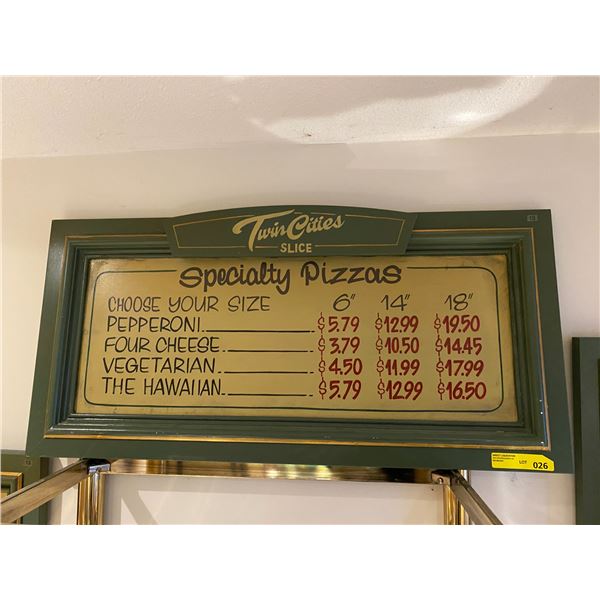 Twin Cities
SLICE
Specialty Pizzas
CHOOSE YOUR SIZE 6" 14" 18"
PEPPERONI $5.79 $12.99 $19.50
FOUR CHEESE $3.79 $10.50 $14.45
VEGETARIAN $4.50 $11.99 $17.99
THE HAWAIIAN $5.79 $12.99 $16.50
LOT 026